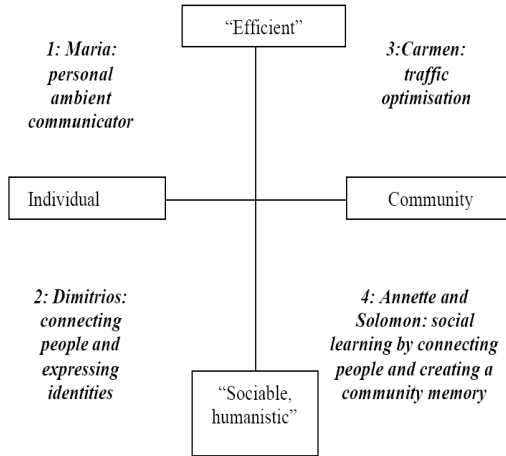 “Efficient”
1: Maria:
personal
ambient
communicator
3:Carmen:
traffic
optimisation
Individual
Community
2: Dimitrios:
connecting
people and
expressing
identities
4: Annette and
Solomon: social
learning by connecting
people and creating a
community memory
“Sociable,
humanistic”